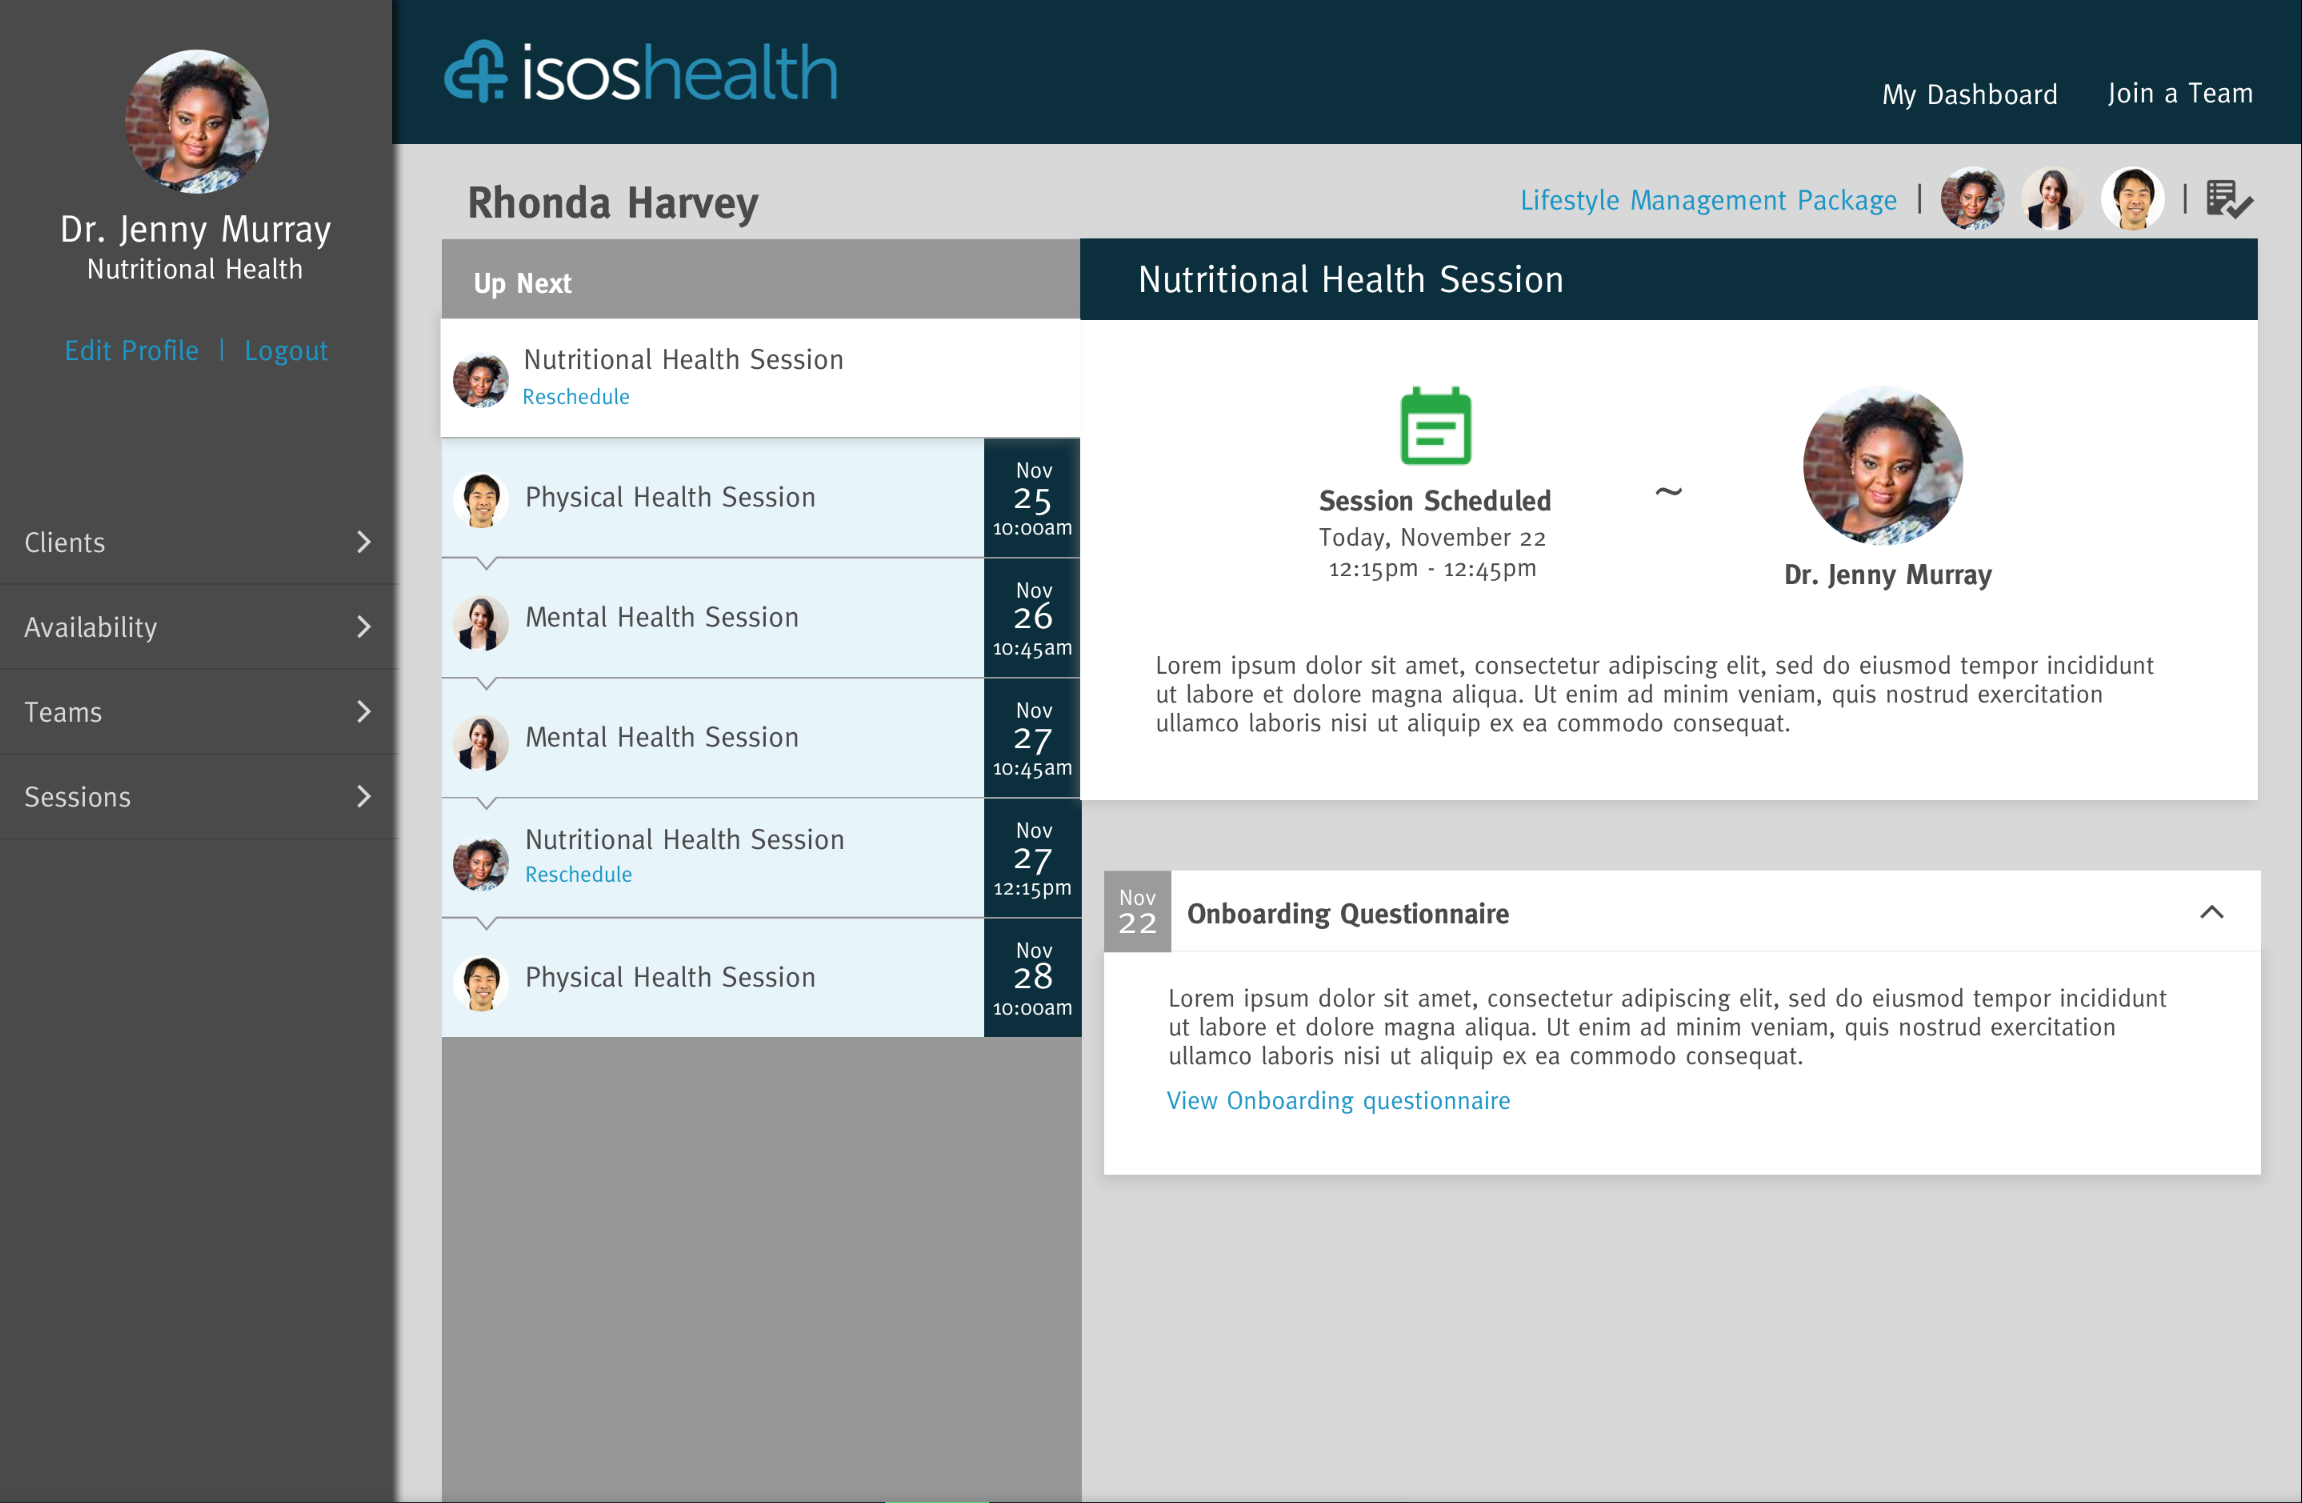 Dr. Jenny Murray
Nutritional Health
Edit Profile | Logout
Clients
Availability
Teams
Sessions
isoshealth
My Dashboard
Join a Team
Rhonda Harvey
Lifestyle Management Package
Up Next
Nutritional Health Session
Reschedule
Physical Health Session
Nov
25
10:00am
Mental Health Session
Nov
26
10:45am
Mental Health Session
Nov
27
10:45am
Nutritional Health Session
Reschedule
Nov
27
12:15pm
Physical Health Session
Nov
28
10:00am
Nutritional Health Session
Session Scheduled
Today, November 22
12:15pm - 12:45pm
~
Dr. Jenny Murray
Lorem ipsum dolor sit amet, consectetur adipiscing elit, sed do eiusmod tempor incididunt
ut labore et dolore magna aliqua. Ut enim ad minim veniam, quis nostrud exercitation
ullamco laboris nisi ut aliquip ex ea commodo consequat.
Nov
22
Onboarding Questionnaire
Lorem ipsum dolor sit amet, consectetur adipiscing elit, sed do eiusmod tempor incididunt
ut labore et dolore magna aliqua. Ut enim ad minim veniam, quis nostrud exercitation
ullamco laboris nisi ut aliquip ex ea commodo consequat.
View Onboarding questionnaire